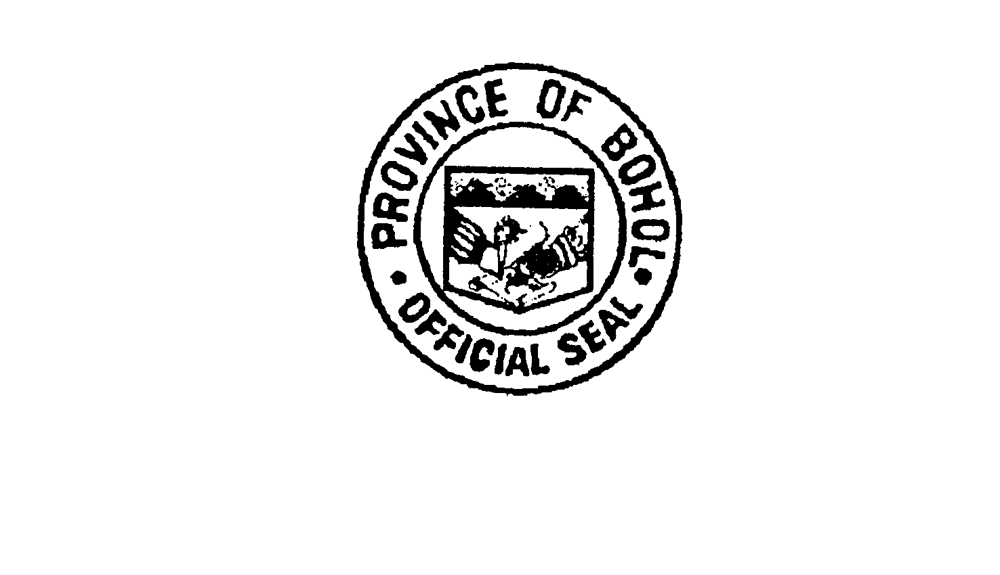 PROVINCE OF BOHOL
• OFFICIAL SEAL •